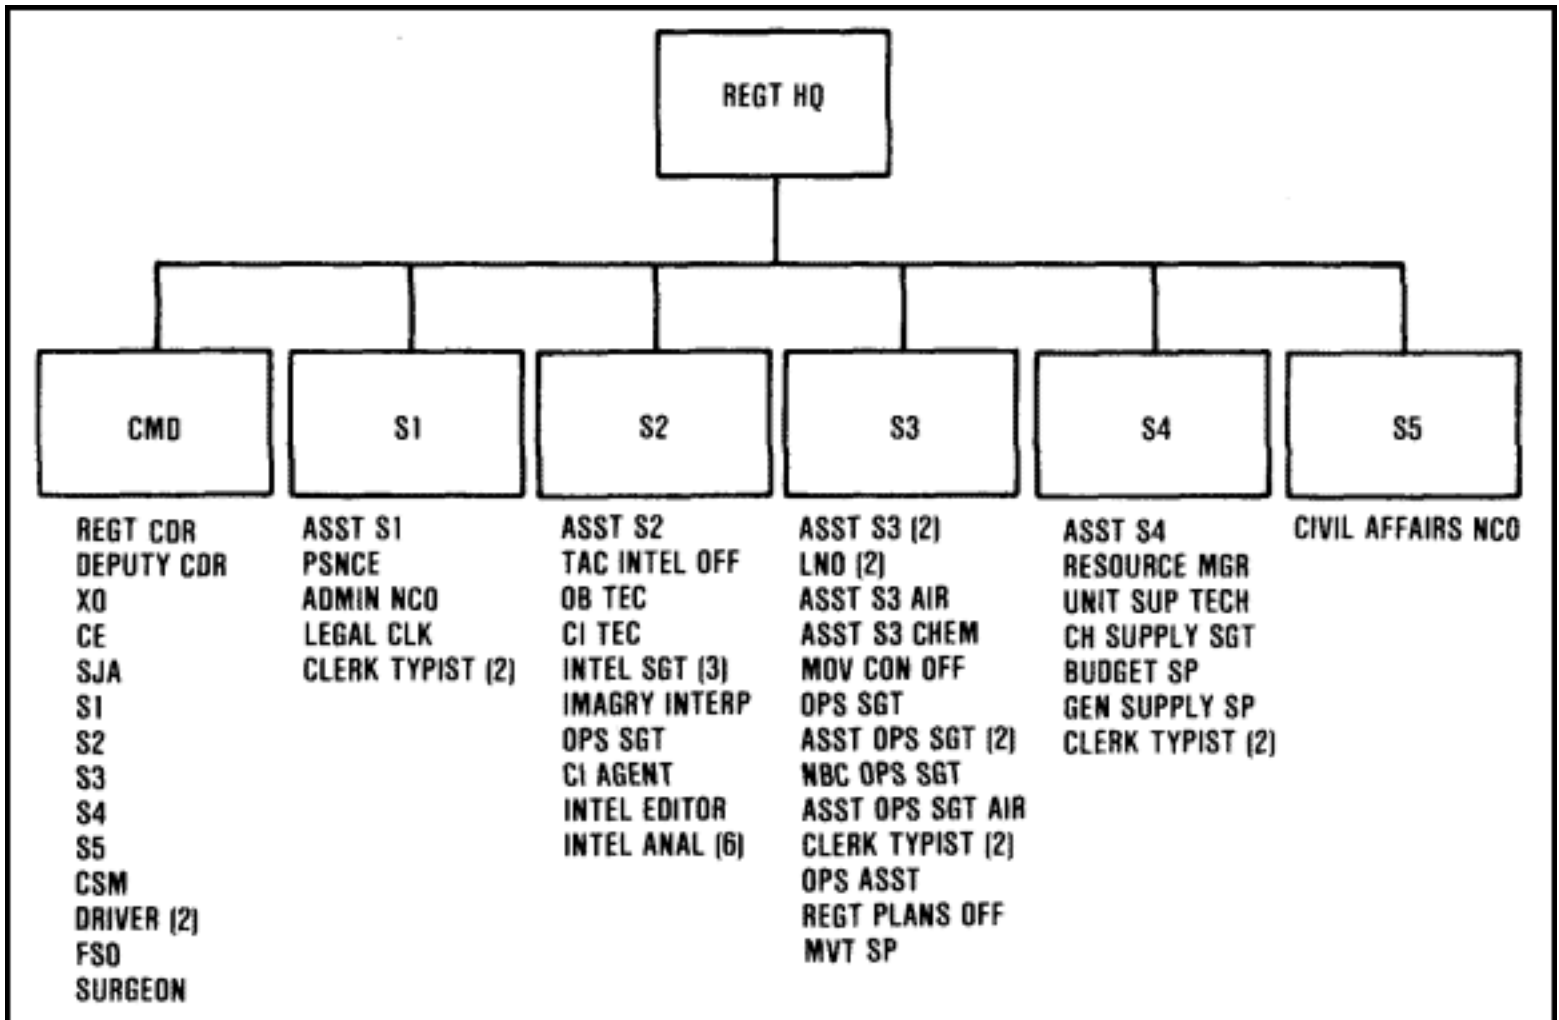 REGT HQ
CMD
S1
S2
S3
S4
S5
REGT CDR
DEPUTY CDR
XO
CE
SJA
S1
S2
S3
S4
S5
CSM
DRIVER (2)
FSO
SURGEON
ASST S1
PSNCE
ADMIN NCO
LEGAL CLK
CLERK TYPIST (2)
ASST S2
TAC INTEL OFF
OB TEC
CI TEC
INTEL SGT (3)
IMAGRY INTERP
OPS SGT
CI AGENT
INTEL EDITOR
INTEL ANAL (6)
ASST S3 (2)
LNO (2)
ASST S3 AIR
ASST S3 CHEM
MOV CON OFF
OPS SGT
ASST OPS SGT (2)
NBC OPS SGT
ASST OPS SGT AIR
CLERK TYPIST (2)
OPS ASST
REGT PLANS OFF
MVT SP
ASST S4
RESOURCE MGR
UNIT SUP TECH
CH SUPPLY SGT
BUDGET SP
GEN SUPPLY SP
CLERK TYPIST (2)
CIVIL AFFAIRS NCO